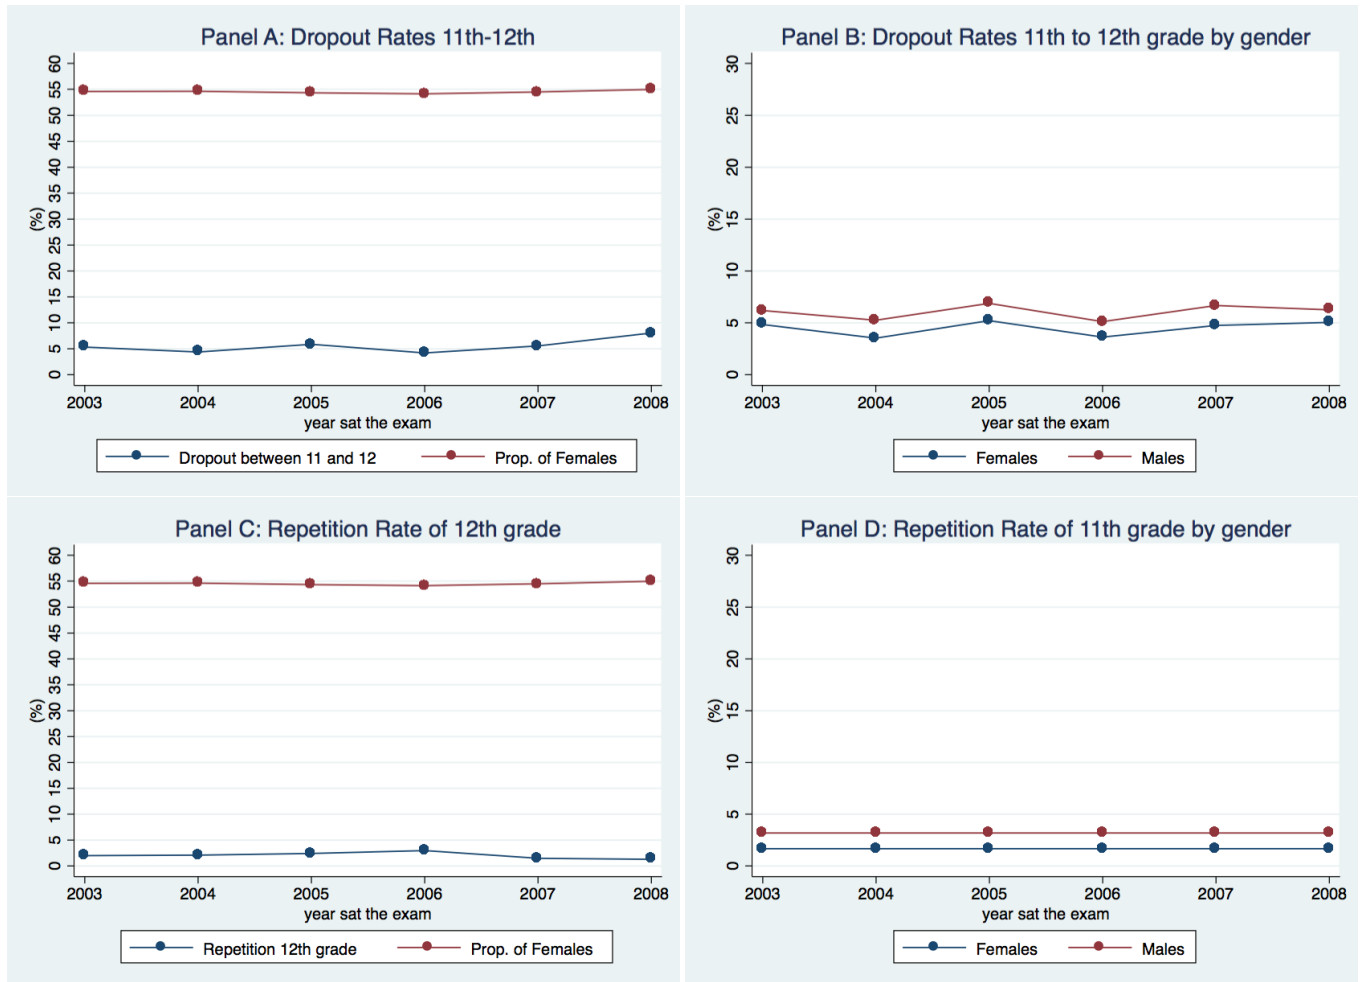 Panel A: Dropout Rates 11th-12th
(%)
60
55
50
45
40
35
30
25
20
15
10
5
0
2003 2004 2005 2006 2007 2008
year sat the exam
Dropout between 11 and 12 Prop. of Females
Panel B: Dropout Rates 11th to 12th grade by gender
(%)
30
25
20
15
10
5
0
2003 2004 2005 2006 2007 2008
year sat the exam
Females Males
Panel C: Repetition Rate of 12th grade
(%)
60
55
50
45
40
35
30
25
20
15
10
5
0
2003 2004 2005 2006 2007 2008
year sat the exam
Repetition 12th grade Prop. of Females
Panel D: Repetition Rate of 11th grade by gender
(%)
30
25
20
15
10
5
0
2003 2004 2005 2006 2007 2008
year sat the exam
Females Males